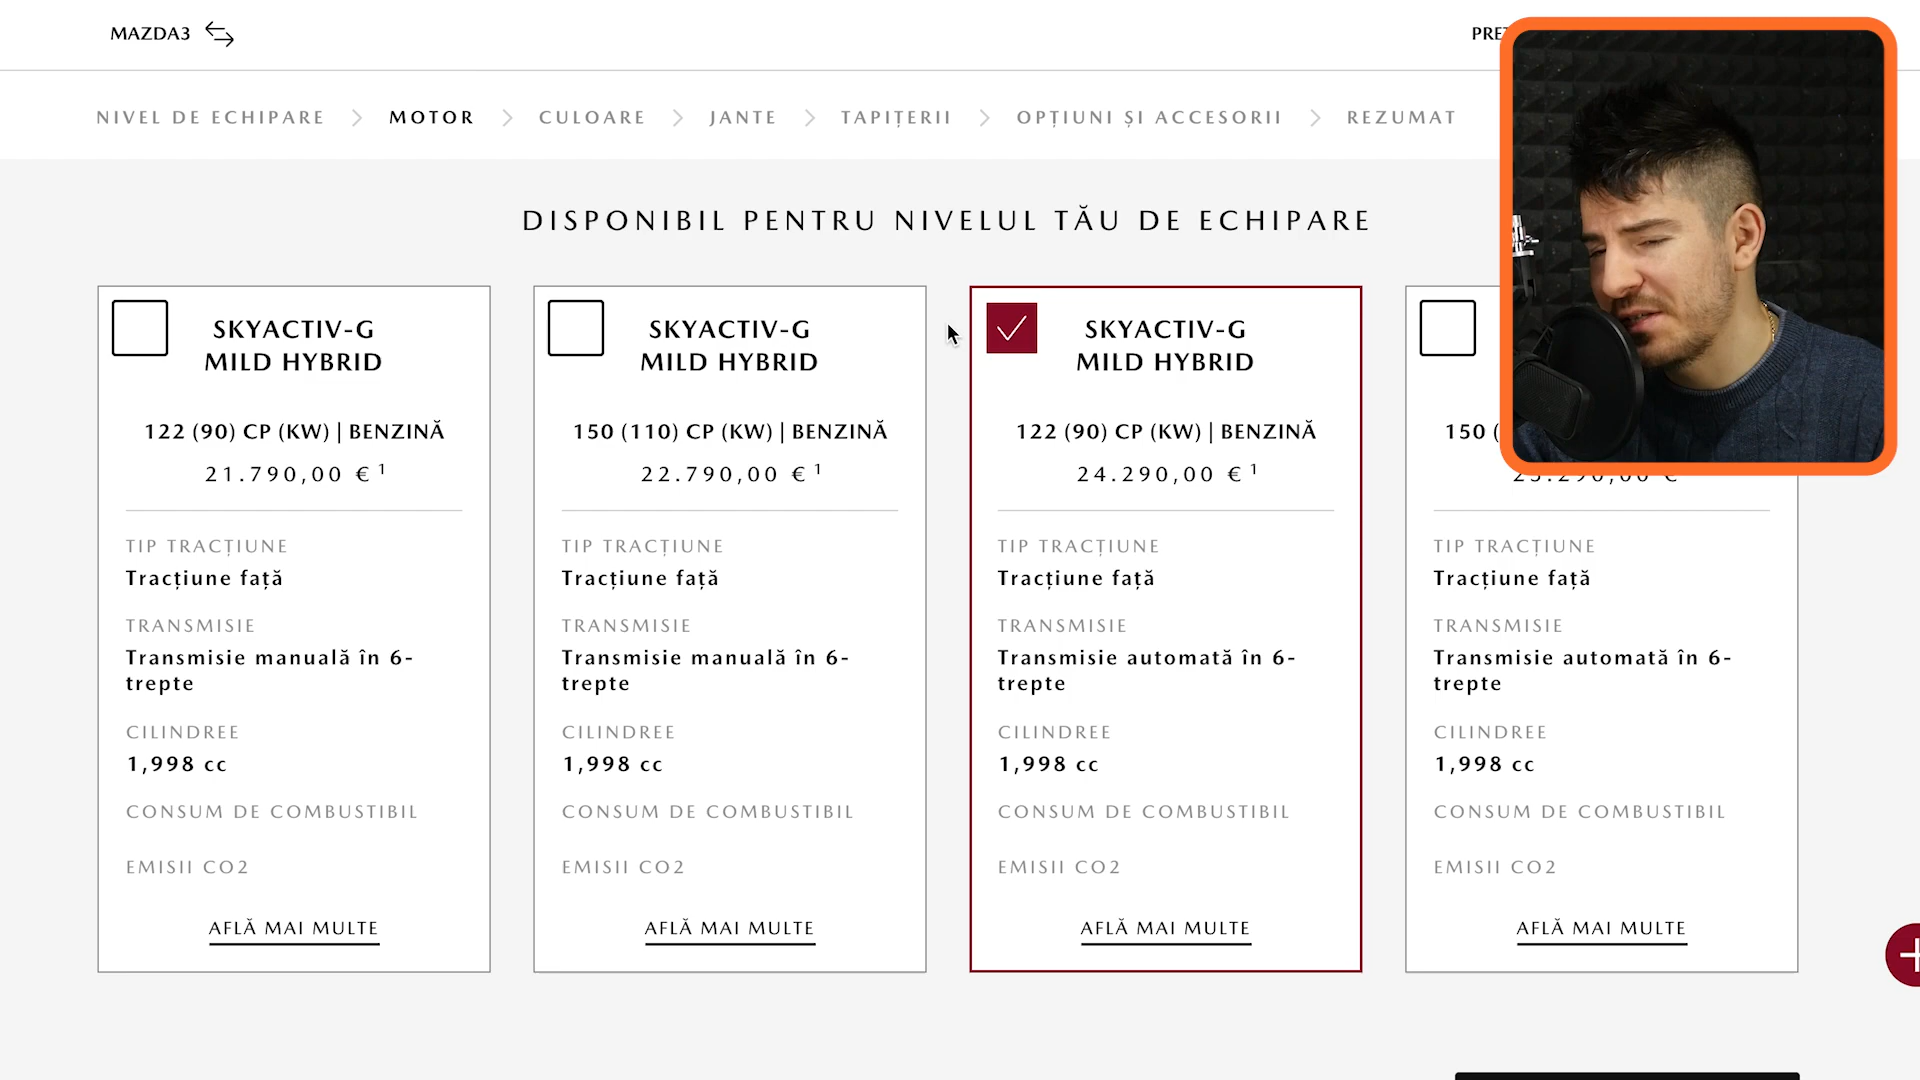 MAZDA3
NIVEL DE ECHIPARE
MOTOR
CULOARE
JANTE
TAPIȚERII
OPȚIUNI ȘI ACCESORII
REZUMAT
DISPONIBIL PENTRU NIVELUL TĂU DE ECHIPARE
SKYACTIV-G
MILD HYBRID
122 (90) CP (KW) | BENZINĂ
21.790,00 € 1
TIP TRACȚIUNE
Tracțiune față
TRANSMISIE
Transmisie manuală în 6-
trepte
CILINDREE
1,998 cc
CONSUM DE COMBUSTIBIL
EMISII CO2
AFLĂ MAI MULTE
SKYACTIV-G
MILD HYBRID
150 (110) CP (KW) | BENZINĂ
22.790,00 € 1
TIP TRACȚIUNE
Tracțiune față
TRANSMISIE
Transmisie manuală în 6-
trepte
CILINDREE
1,998 cc
CONSUM DE COMBUSTIBIL
EMISII CO2
AFLĂ MAI MULTE
SKYACTIV-G
MILD HYBRID
122 (90) CP (KW) | BENZINĂ
24.290,00 € 1
TIP TRACȚIUNE
Tracțiune față
TRANSMISIE
Transmisie automată în 6-
trepte
CILINDREE
1,998 cc
CONSUM DE COMBUSTIBIL
EMISII CO2
AFLĂ MAI MULTE
150 (
TIP TRACȚIUNE
Tracțiune față
TRANSMISIE
Transmisie automată în 6-
trepte
CILINDREE
1,998 cc
CONSUM DE COMBUSTIBIL
EMISII CO2
AFLĂ MAI MULTE